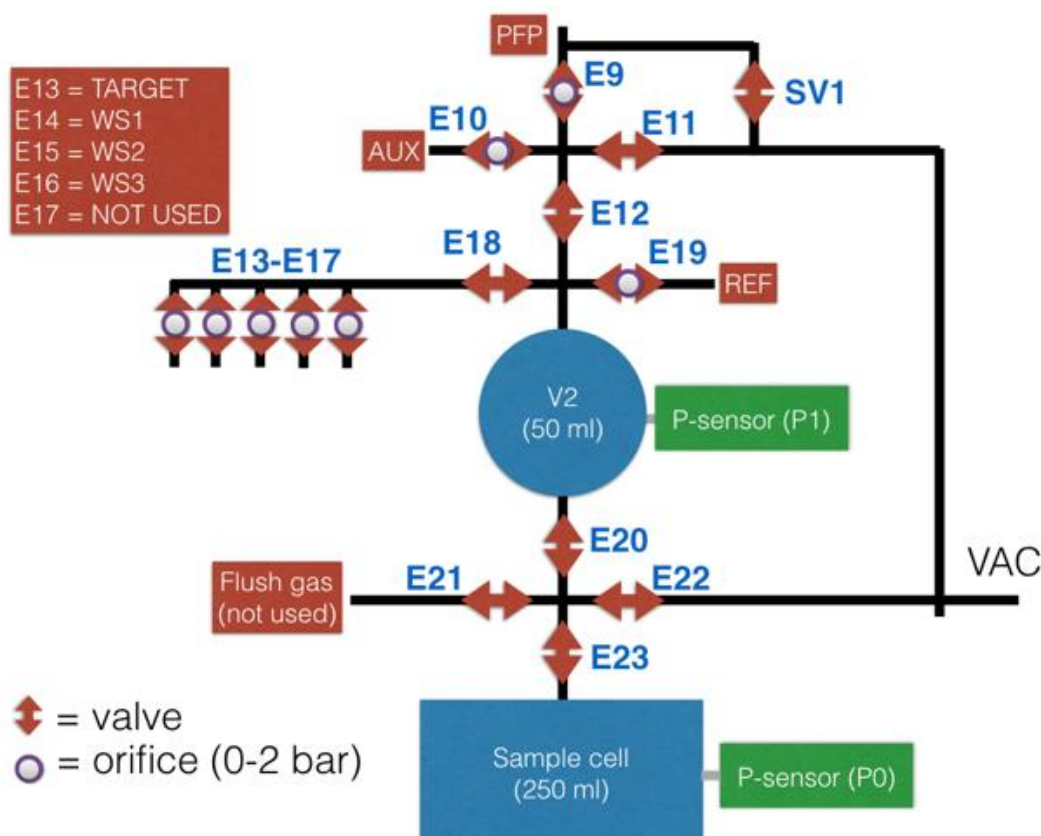 PFP
E9
SV1
E13 = TARGET
E14 = WS1
E15 = WS2
E16 = WS3
E17 = NOT USED
E10
E11
AUX
E12
E18
E19
E13-E17
REF
V2
(50 ml)
P-sensor (P1)
E20
VAC
Flush gas
(not used)
E21
E22
E23
= valve
= orifice (0-2 bar)
Sample cell
(250 ml)
P-sensor (P0)